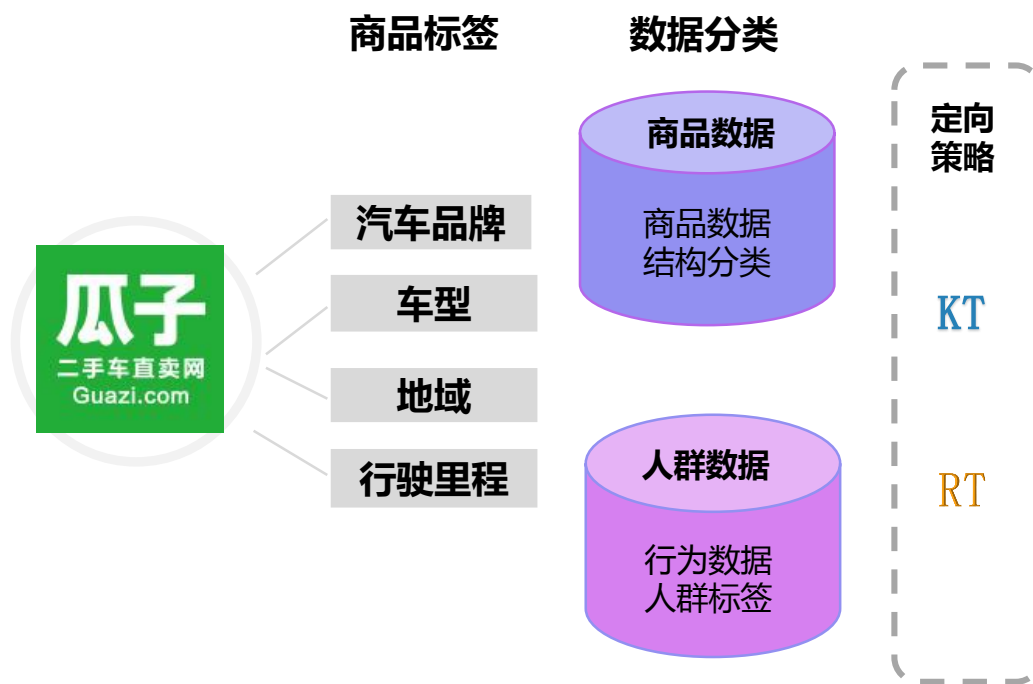 商品标签
数据分类
定向
策略
商品数据
商品数据
结构分类
汽车品牌
车型
地域
行驶里程
瓜子
二手车直卖网
Guazi.com
KT
人群数据
行为数据
人群标签
RT